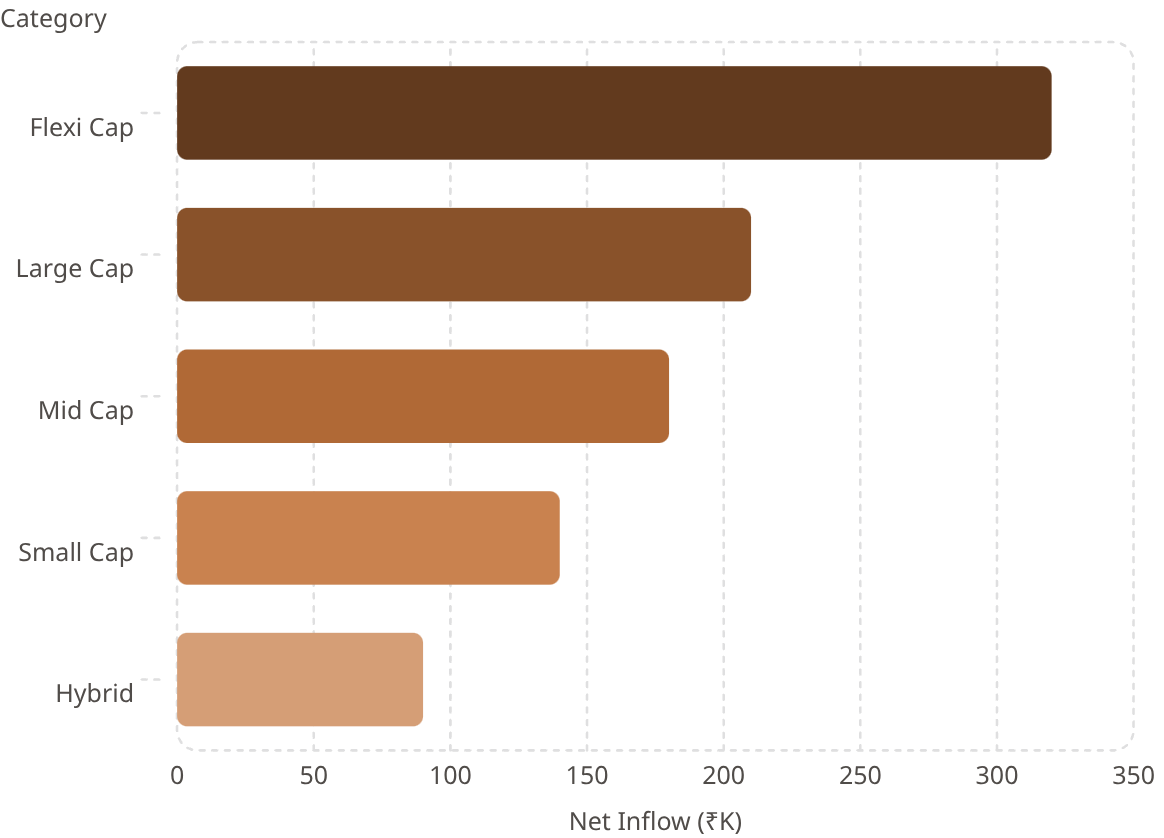 Category
Flexi Cap
Large Cap
Mid Cap
Small Cap
Hybrid
0 50 100 150 200 250 300 350
Net Inflow (₹K)